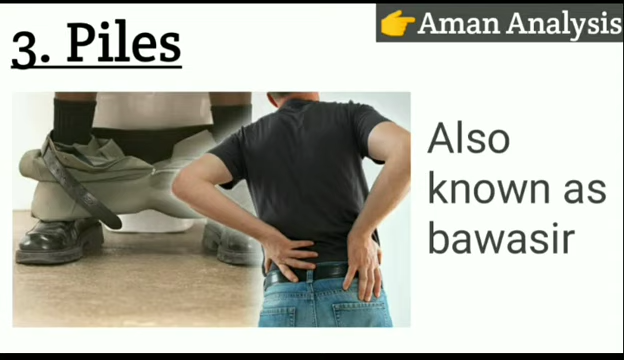 3. Piles
👉Aman Analysis
Also
known as
bawasir